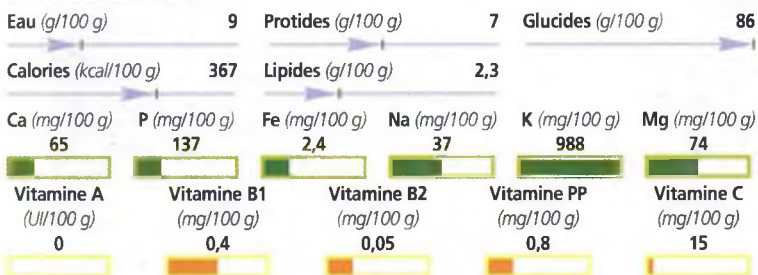 Eau (g/100 g) 9 Protides (g/100 g) 7 Glucides (g/100 g) 86
Calories (kcal/100 g) 367 Lipides (g/100 g) 2,3
Ca (mg/100 g) P (mg/100 g) Fe (mg/100 g) Na (mg/100 g) K (mg/100 g) Mg (mg/100 g)
65 137 2,4 37 988 74
Vitamine A Vitamine B1 Vitamine B2 Vitamine PP Vitamine C
(UI/100 g) (mg/100 g) (mg/100 g) (mg/100 g) (mg/100 g)
0 0,4 0,05 0,8 15